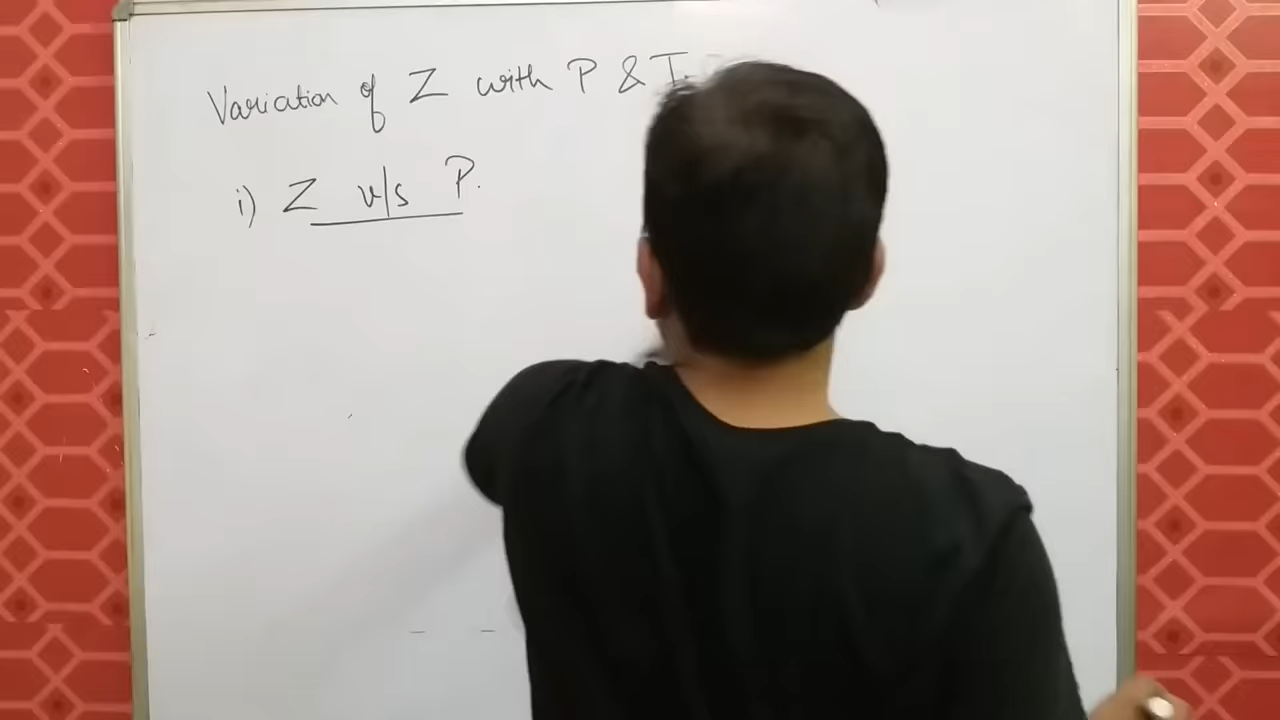 Variation of Z with P & T.
i) Z v/s P.